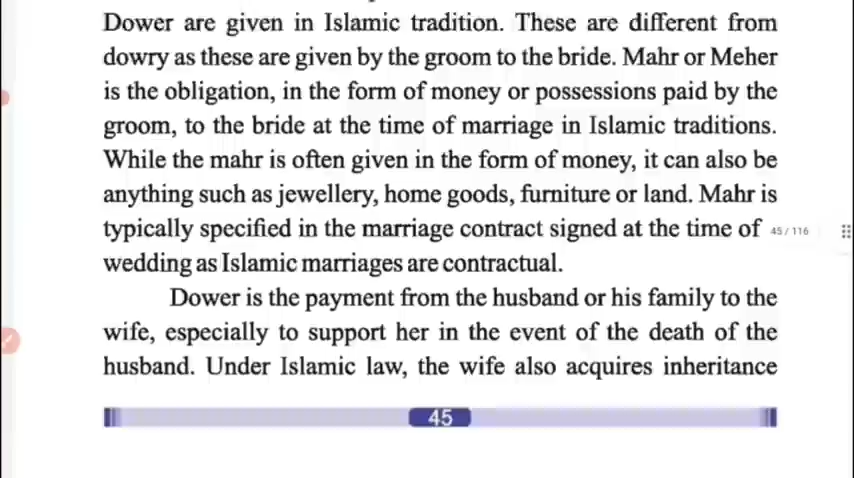 Dower are given in Islamic tradition. These are different from
dowry as these are given by the groom to the bride. Mahr or Meher
is the obligation, in the form of money or possessions paid by the
groom, to the bride at the time of marriage in Islamic traditions.
While the mahr is often given in the form of money, it can also be
anything such as jewellery, home goods, furniture or land. Mahr is
typically specified in the marriage contract signed at the time of
45 / 116
wedding as Islamic marriages are contractual.
Dower is the payment from the husband or his family to the
wife, especially to support her in the event of the death of the
husband. Under Islamic law, the wife also acquires inheritance
45